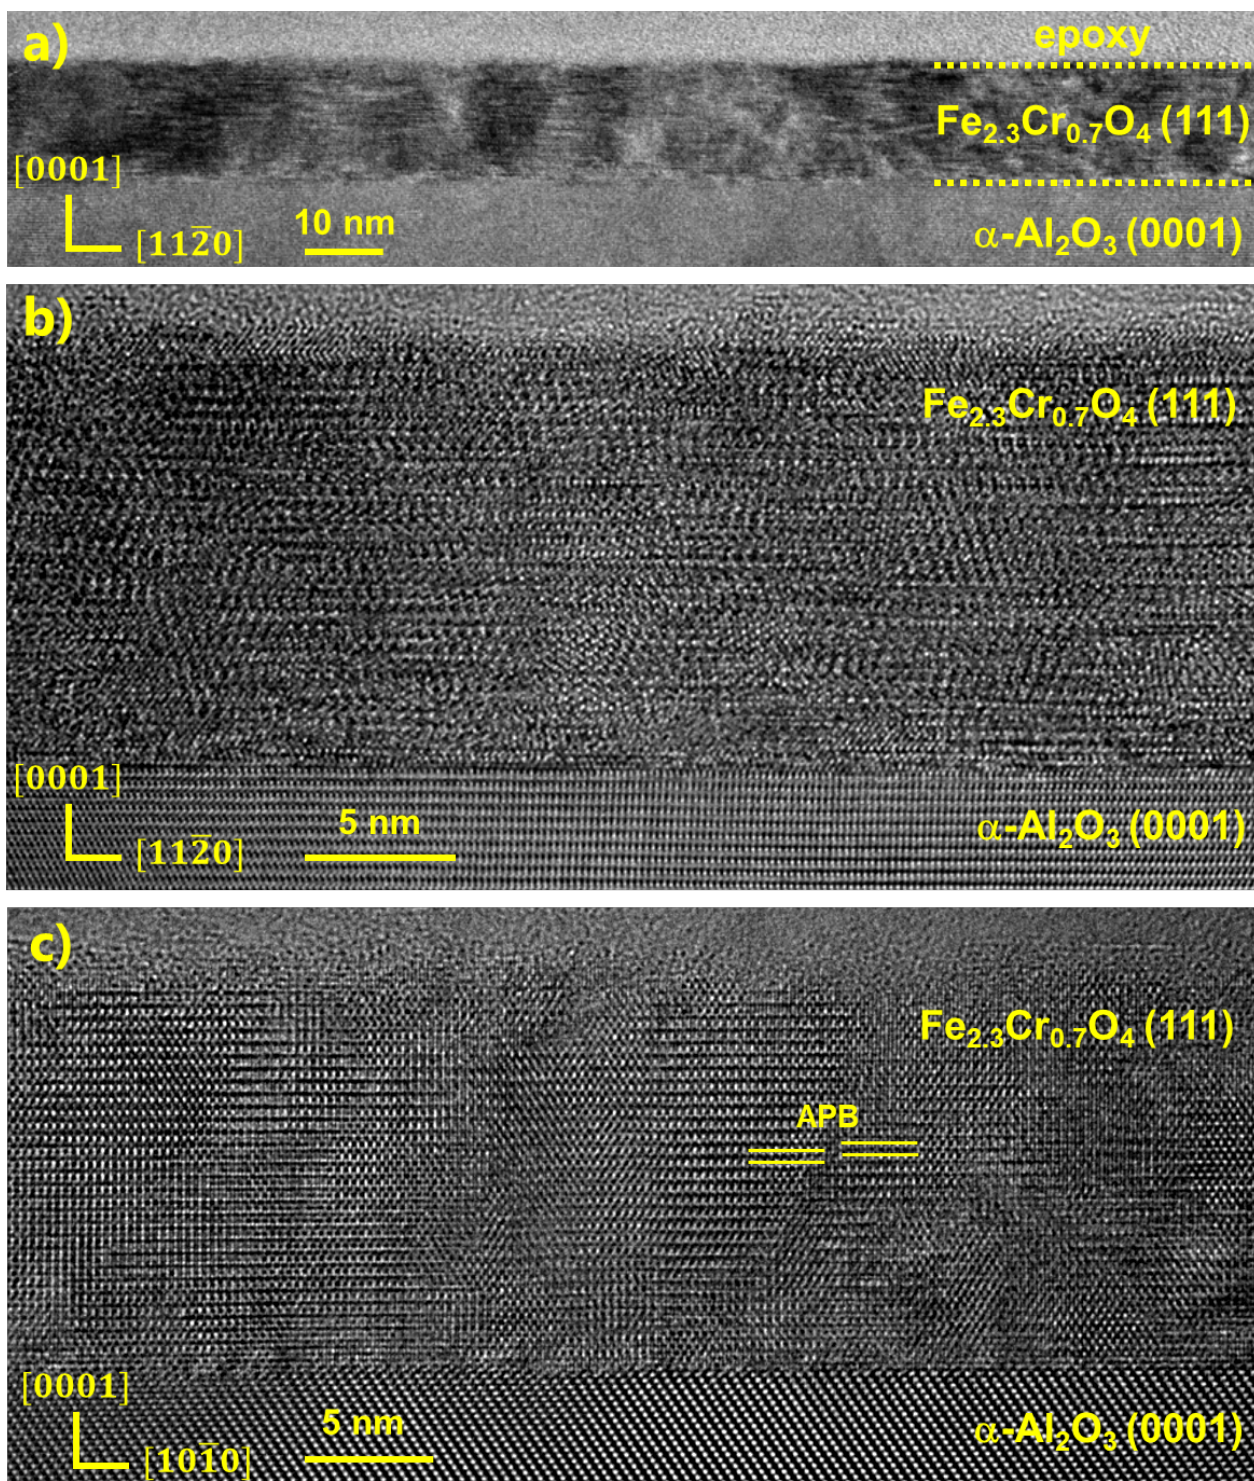 a)
epoxy
Fe₂.₃Cr₀.₇O₄ (111)
[0001]
[112̅0]
10 nm
α-Al₂O₃ (0001)
b)
Fe₂.₃Cr₀.₇O₄ (111)
[0001]
[112̅0]
5 nm
α-Al₂O₃ (0001)
c)
Fe₂.₃Cr₀.₇O₄ (111)
APB
[0001]
[101̅0]
5 nm
α-Al₂O₃ (0001)